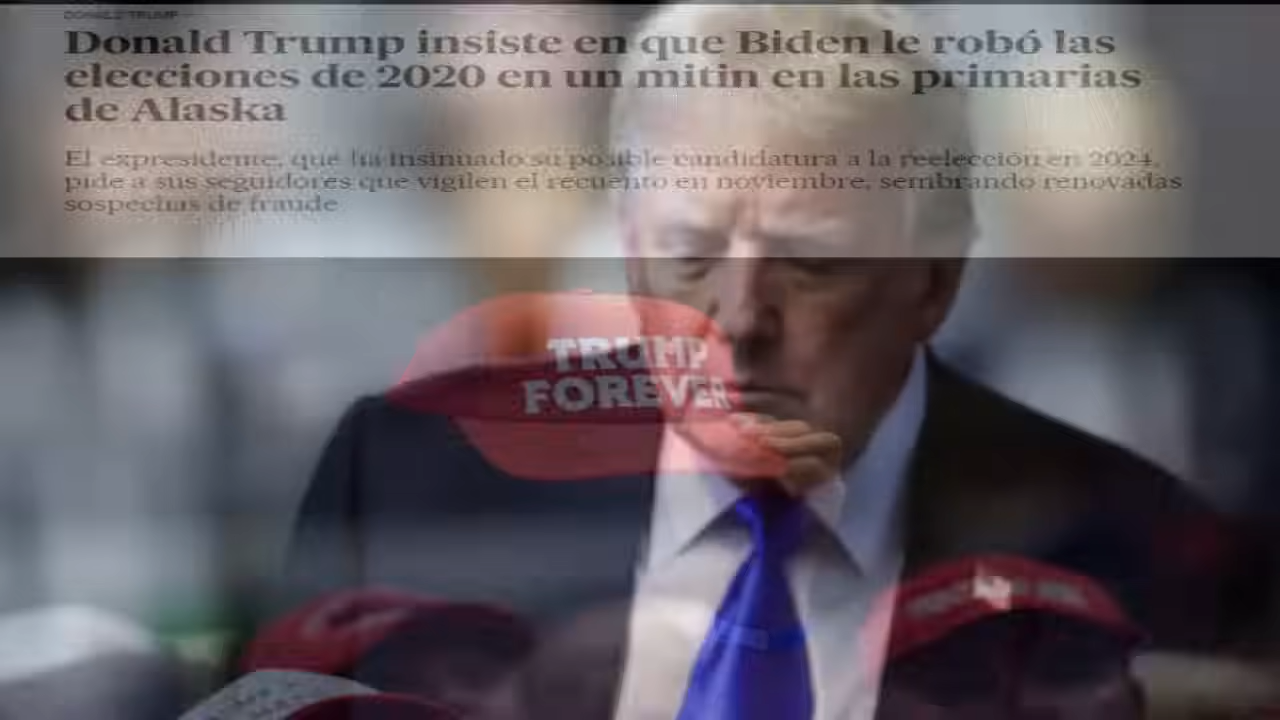 DONALD TRUMP
Donald Trump insiste en que Biden le robó las
elecciones de 2020 en un mitin en las primarias
de Alaska
El expresidente, que ha insinuado su posible candidatura a la reelección en 2024,
pide a sus seguidores que vigilen el recuento en noviembre, sembrando renovadas
sospechas de fraude
TRUMP
FOREVER